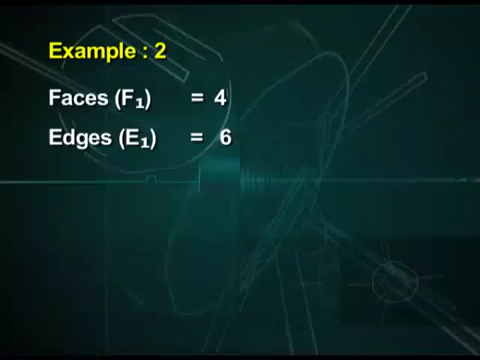 Example : 2
Faces (F₁) = 4
Edges (E₁) = 6